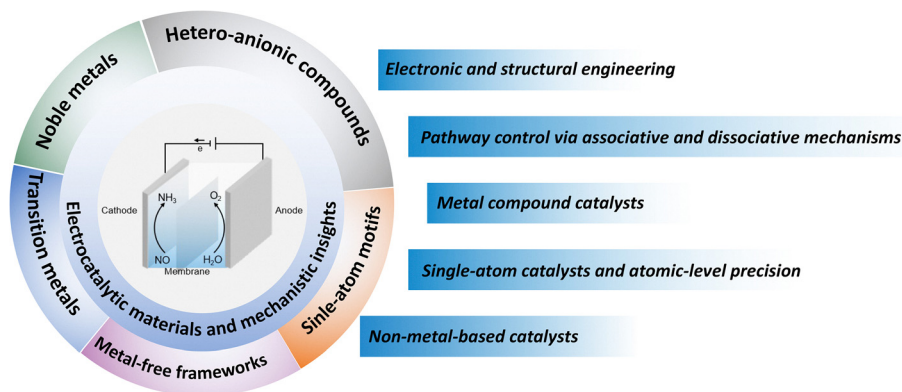 Noble metals
Hetero-anionic compounds
Transition metals
Metal-free frameworks
Sinle-atom motifs
Electrocatalytic materials and mechanistic insights
e
NH3
O2
Cathode
Anode
NO
H2O
Membrane
Electronic and structural engineering
Pathway control via associative and dissociative mechanisms
Metal compound catalysts
Single-atom catalysts and atomic-level precision
Non-metal-based catalysts